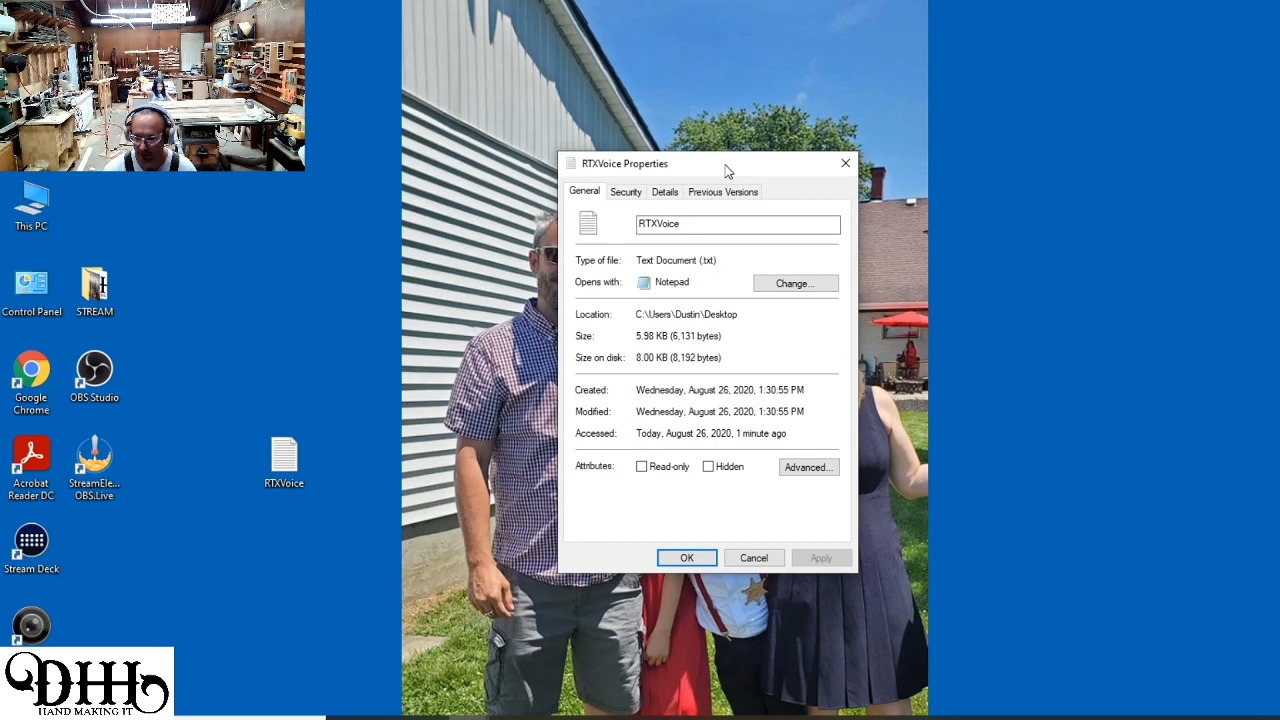 RTXVoice Properties
General Security Details Previous Versions
RTXVoice
Type of file: Text Document (.txt)
Opens with: Notepad Change...
Location: C:\Users\Dustin\Desktop
Size: 5.98 KB (6,131 bytes)
Size on disk: 8.00 KB (8,192 bytes)
Created: Wednesday, August 26, 2020, 1:30:55 PM
Modified: Wednesday, August 26, 2020, 1:30:55 PM
Accessed: Today, August 26, 2020, 1 minute ago
Attributes: Read-only Hidden Advanced...
OK Cancel Apply
This PC
Control Panel STREAM
Google
Chrome
OBS Studio
Acrobat
Reader DC
StreamEle...
OBS.Live
RTXVoice
Stream Deck
DHH
HAND MAKING IT